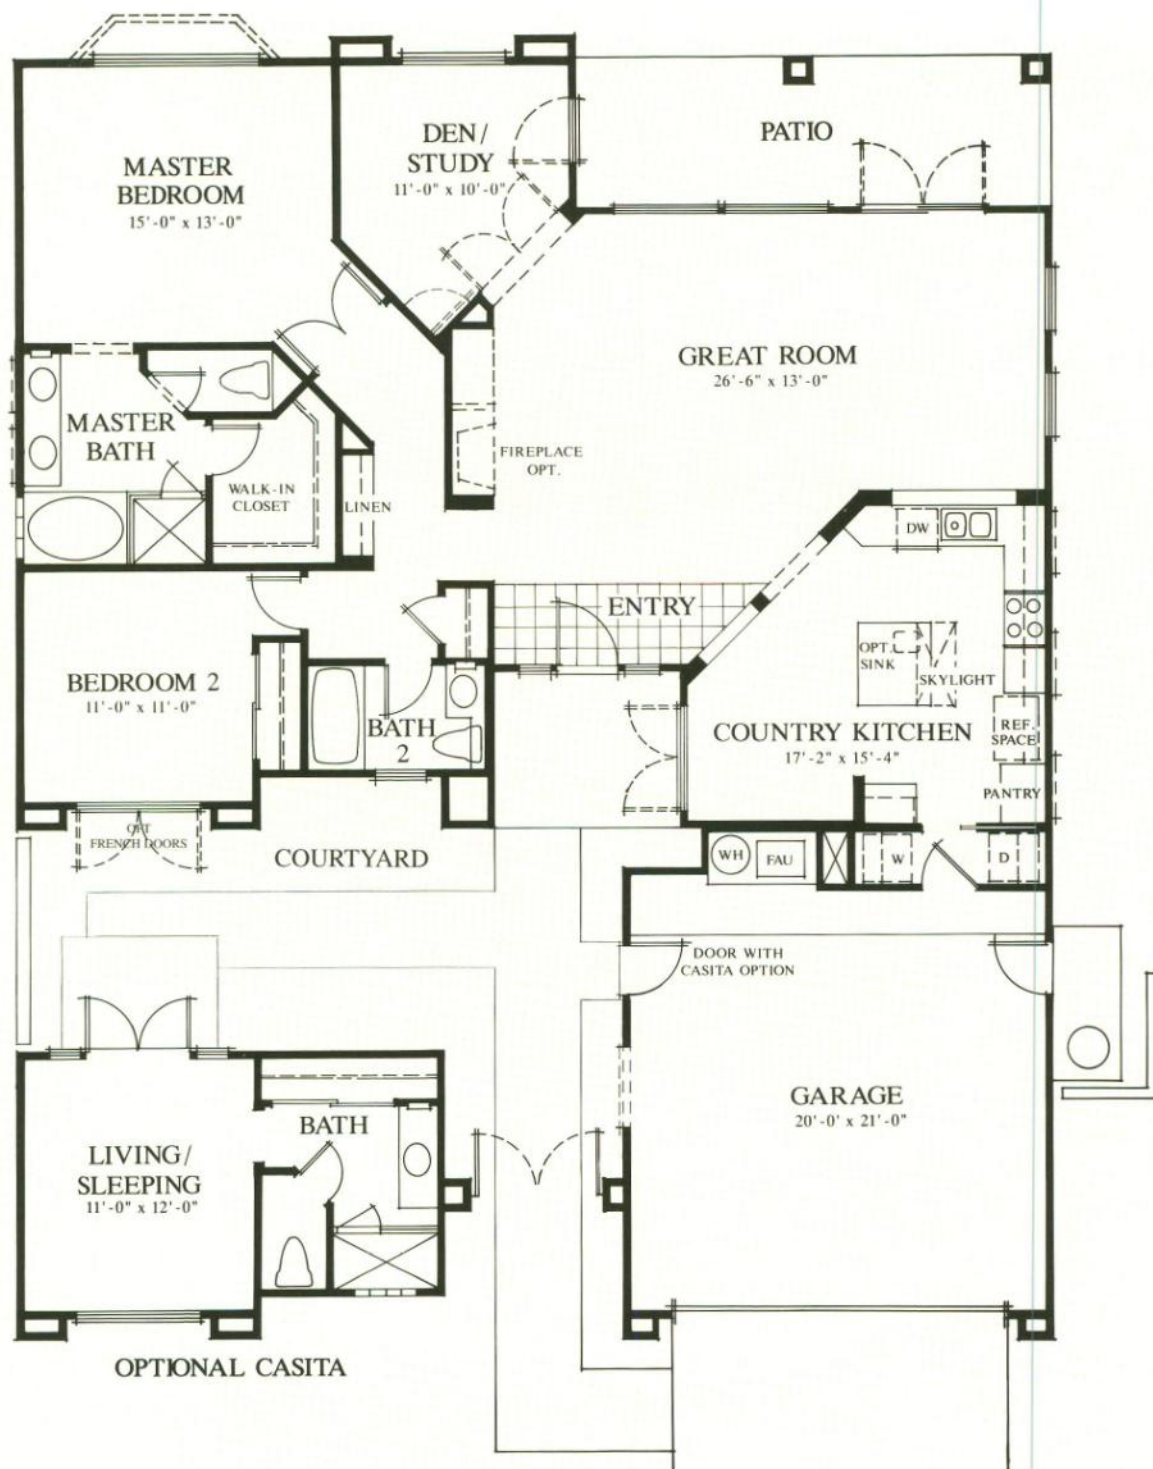 MASTER
BEDROOM
15'-0" x 13'-0"
DEN/
STUDY
11'-0" x 10'-0"
PATIO
GREAT ROOM
26'-6" x 13'-0"
MASTER
BATH
WALK-IN
CLOSET
LINEN
FIREPLACE
OPT.
DW
ENTRY
OPT.
SINK
SKYLIGHT
BEDROOM 2
11'-0" x 11'-0"
BATH
2
COUNTRY KITCHEN
17'-2" x 15'-4"
REF.
SPACE
PANTRY
OPT
FRENCH DOORS
COURTYARD
WH
FAU
W
D
DOOR WITH
CASITA OPTION
GARAGE
20'-0' x 21'-0"
BATH
LIVING/
SLEEPING
11'-0" x 12'-0"
OPTIONAL CASITA